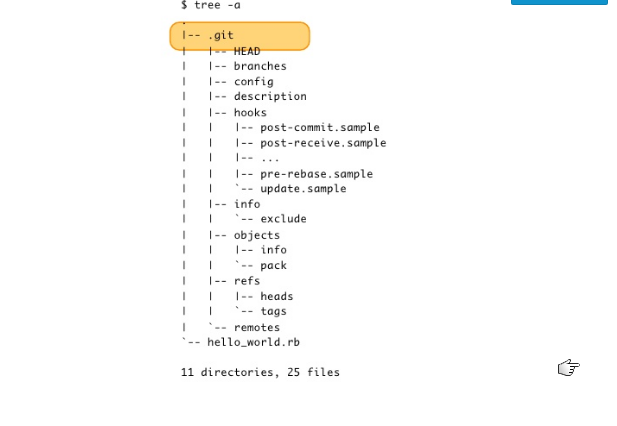 $ tree -a
.
|-- .git
|   |-- HEAD
|   |-- branches
|   |-- config
|   |-- description
|   |-- hooks
|   |   |-- post-commit.sample
|   |   |-- post-receive.sample
|   |   |-- ...
|   |   |-- pre-rebase.sample
|   |   `-- update.sample
|   |-- info
|   |   `-- exclude
|   |-- objects
|   |   |-- info
|   |   `-- pack
|   |-- refs
|   |   |-- heads
|   |   `-- tags
|   `-- remotes
`-- hello_world.rb
11 directories, 25 files